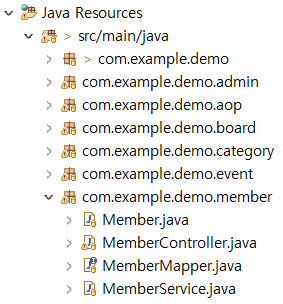 Java Resources
> src/main/java
> com.example.demo
com.example.demo.admin
com.example.demo.aop
com.example.demo.board
com.example.demo.category
com.example.demo.event
com.example.demo.member
Member.java
MemberController.java
MemberMapper.java
MemberService.java